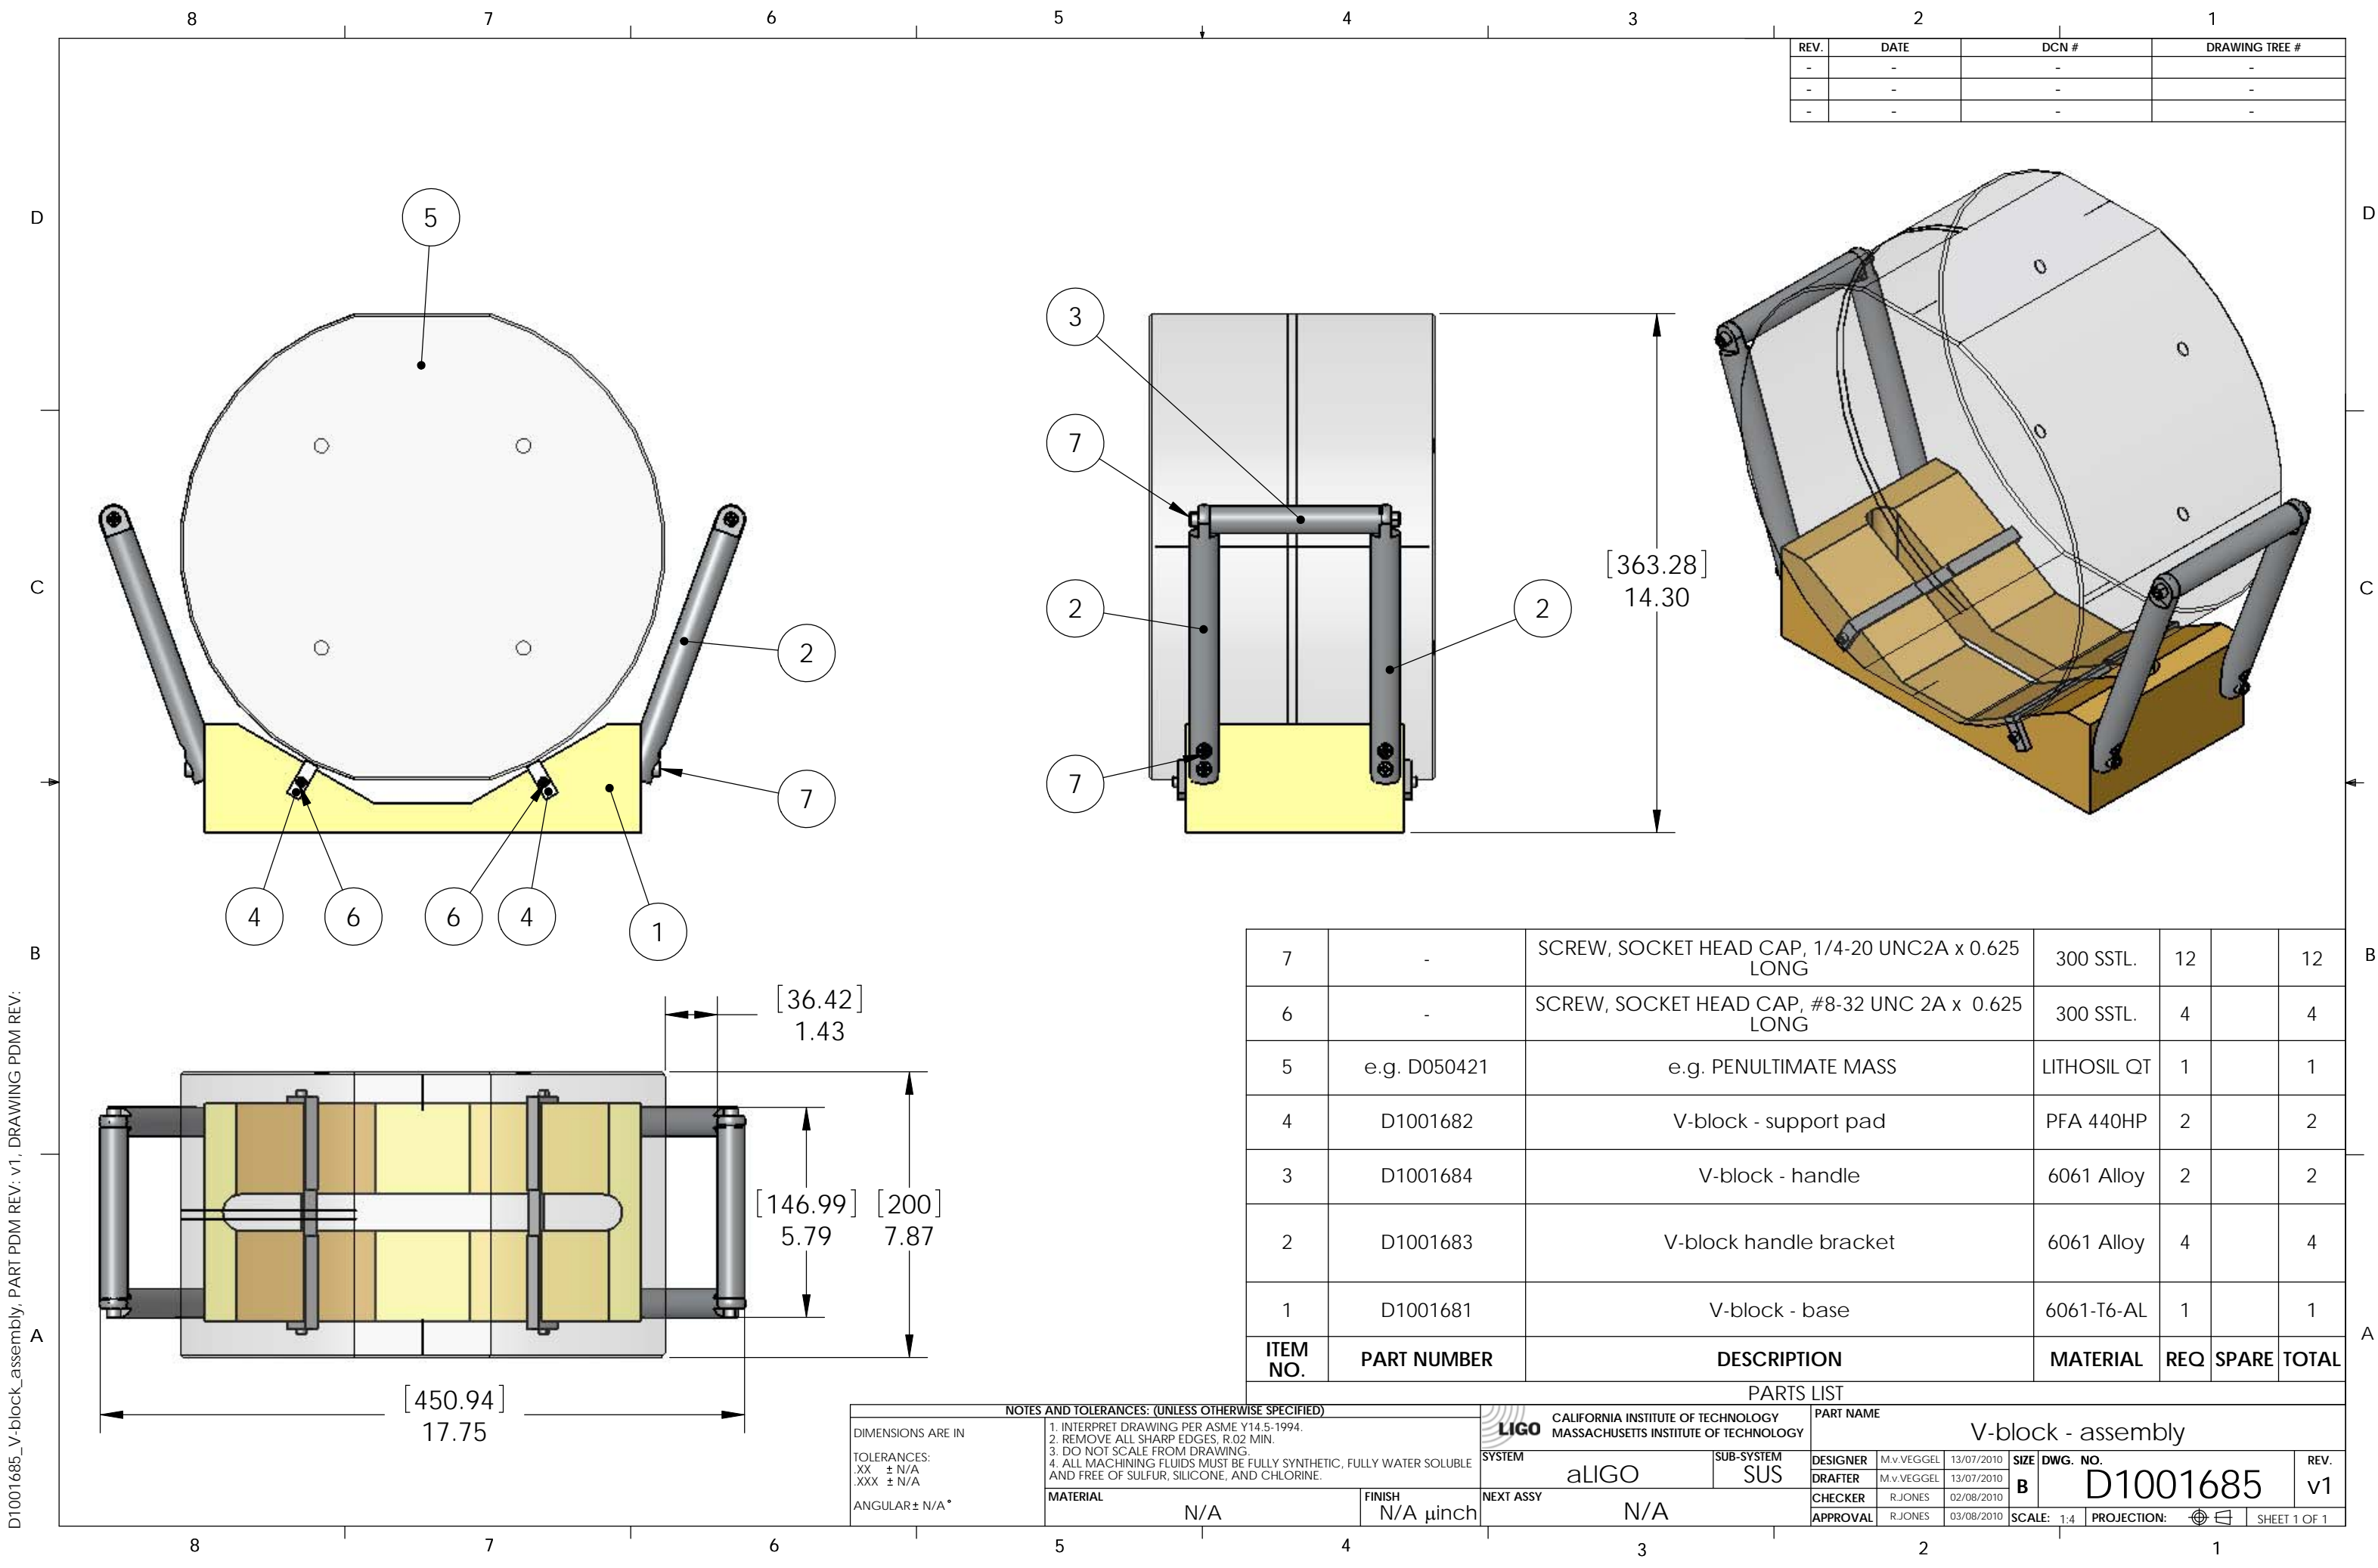 8 7 6 5 4 3 2 1
REV. DATE DCN # DRAWING TREE #
- - - -
- - - -
- - - -
D D
5
3
7
C C
[363.28]
14.30
2
2
2
7
7
4 6 6 4 1
B B
[36.42]
1.43
[146.99]
5.79
[200]
7.87
[450.94]
17.75
A A
7 - SCREW, SOCKET HEAD CAP, 1/4-20 UNC2A x 0.625 LONG 300 SSTL. 12 12
6 - SCREW, SOCKET HEAD CAP, #8-32 UNC 2A x 0.625 LONG 300 SSTL. 4 4
5 e.g. D050421 e.g. PENULTIMATE MASS LITHOSIL QT 1 1
4 D1001682 V-block - support pad PFA 440HP 2 2
3 D1001684 V-block - handle 6061 Alloy 2 2
2 D1001683 V-block handle bracket 6061 Alloy 4 4
1 D1001681 V-block - base 6061-T6-AL 1 1
ITEM NO. PART NUMBER DESCRIPTION MATERIAL REQ SPARE TOTAL
PARTS LIST
NOTES AND TOLERANCES: (UNLESS OTHERWISE SPECIFIED)
DIMENSIONS ARE IN
TOLERANCES:
.XX ± N/A
.XXX ± N/A
ANGULAR± N/A°
1. INTERPRET DRAWING PER ASME Y14.5-1994.
2. REMOVE ALL SHARP EDGES, R.02 MIN.
3. DO NOT SCALE FROM DRAWING.
4. ALL MACHINING FLUIDS MUST BE FULLY SYNTHETIC, FULLY WATER SOLUBLE
AND FREE OF SULFUR, SILICONE, AND CHLORINE.
MATERIAL
N/A
FINISH
N/A µinch
LIGO
CALIFORNIA INSTITUTE OF TECHNOLOGY
MASSACHUSETTS INSTITUTE OF TECHNOLOGY
SYSTEM
aLIGO
SUB-SYSTEM
SUS
NEXT ASSY
N/A
PART NAME
V-block - assembly
DESIGNER M.v.VEGGEL 13/07/2010
DRAFTER M.v.VEGGEL 13/07/2010
CHECKER R.JONES 02/08/2010
APPROVAL R.JONES 03/08/2010
SIZE
B
DWG. NO.
D1001685
REV.
v1
SCALE: 1:4 PROJECTION: SHEET 1 OF 1
8 7 6 5 4 3 2 1
D1001685_V-block_assembly, PART PDM REV: v1, DRAWING PDM REV: